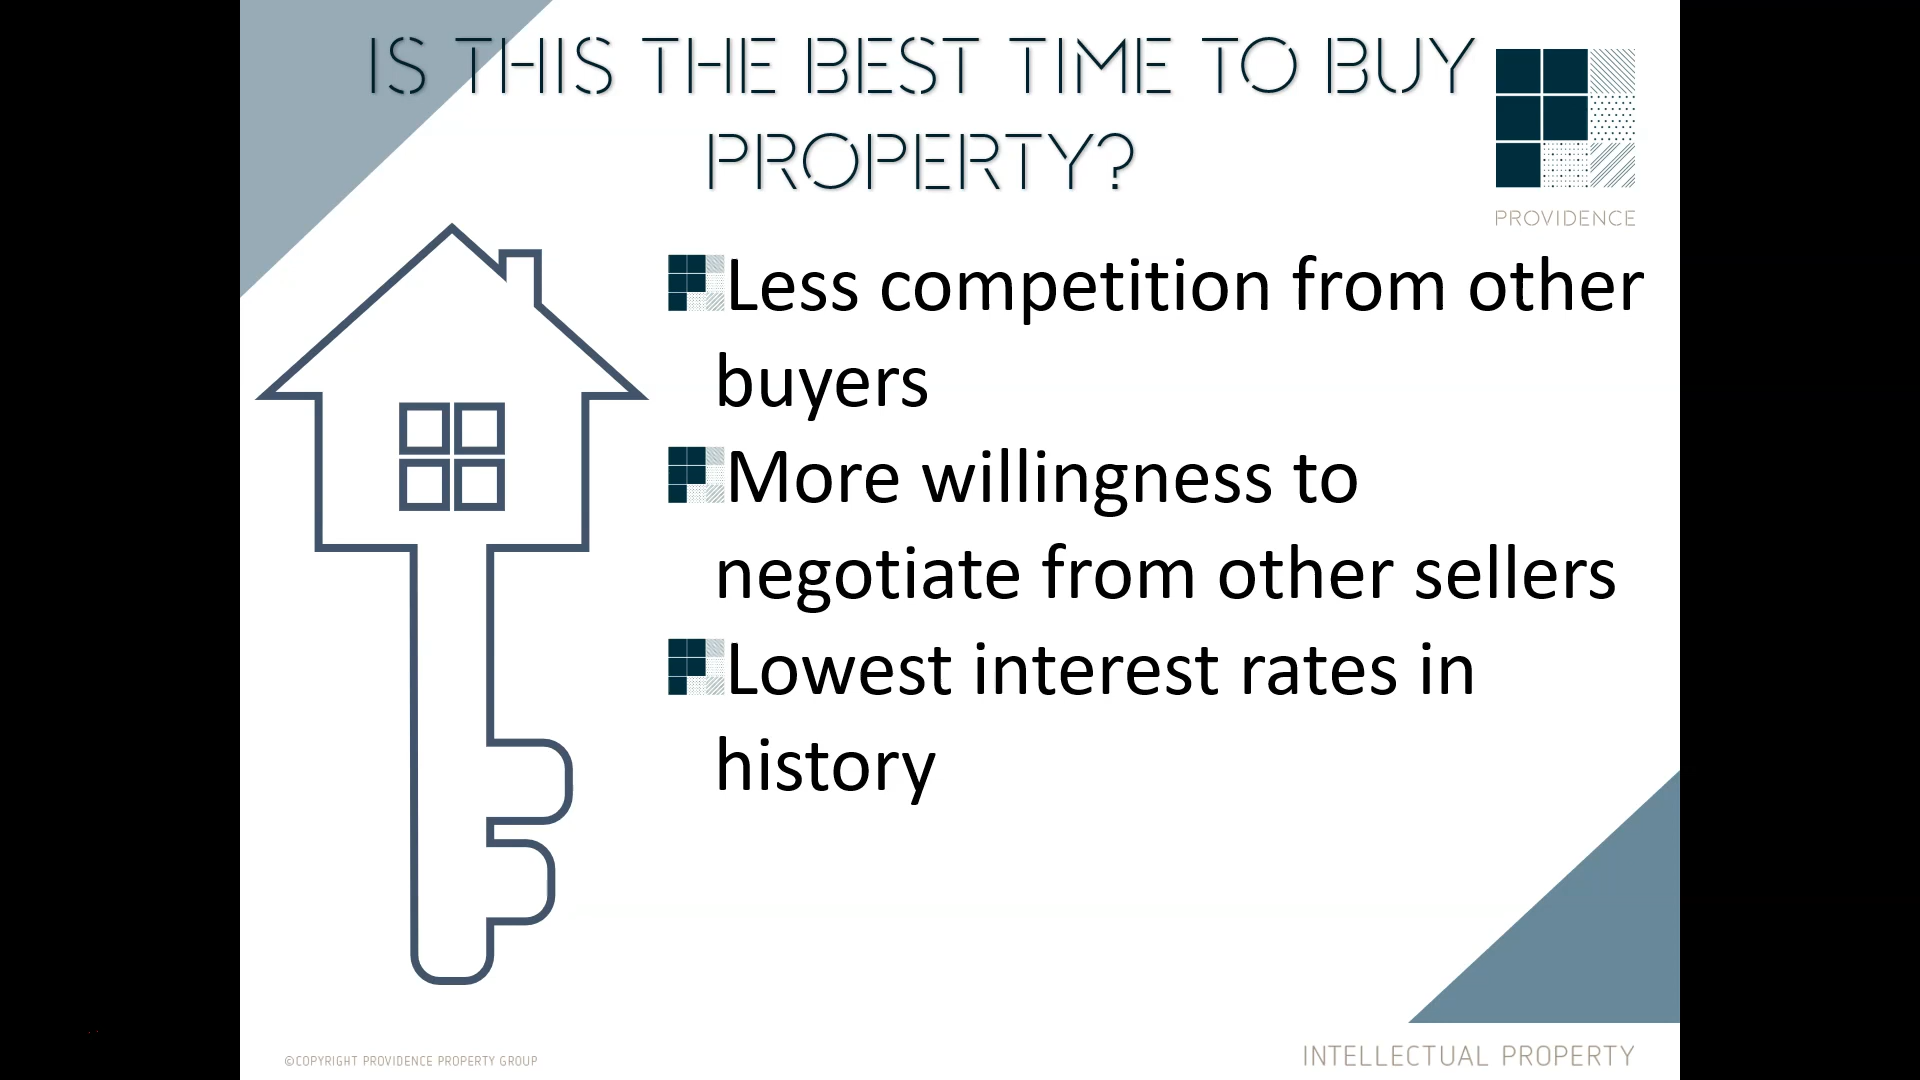 IS THIS THE BEST TIME TO BUY
PROPERTY?
PROVIDENCE
Less competition from other
buyers
More willingness to
negotiate from other sellers
Lowest interest rates in
history
©COPYRIGHT PROVIDENCE PROPERTY GROUP
INTELLECTUAL PROPERTY